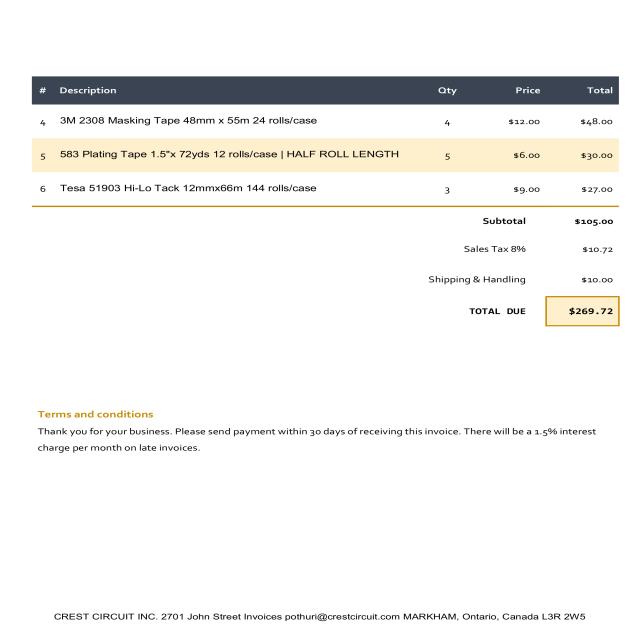 # Description Qty Price Total
4 3M 2308 Masking Tape 48mm x 55m 24 rolls/case 4 $12.00 $48.00
5 583 Plating Tape 1.5"x 72yds 12 rolls/case | HALF ROLL LENGTH 5 $6.00 $30.00
6 Tesa 51903 Hi-Lo Tack 12mmx66m 144 rolls/case 3 $9.00 $27.00
Subtotal $105.00
Sales Tax 8% $10.72
Shipping & Handling $10.00
TOTAL DUE $269.72
Terms and conditions
Thank you for your business. Please send payment within 30 days of receiving this invoice. There will be a 1.5% interest
charge per month on late invoices.
CREST CIRCUIT INC. 2701 John Street Invoices pothuri@crestcircuit.com MARKHAM, Ontario, Canada L3R 2W5